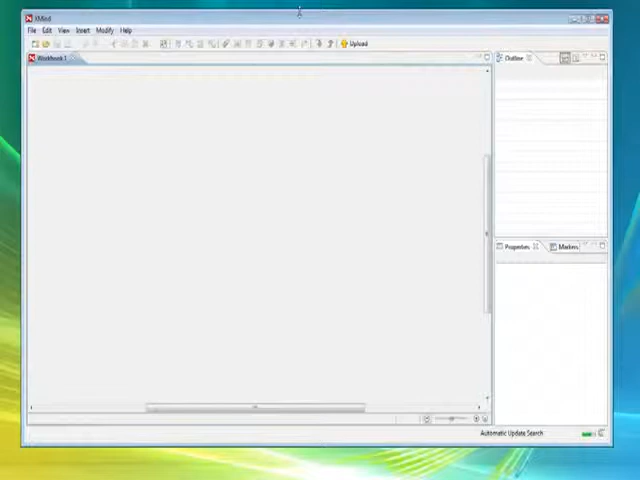 XMind
File Edit View Insert Modify Help
Upload
Workbook 1
Outline
Properties
Markers
Automatic Update Search